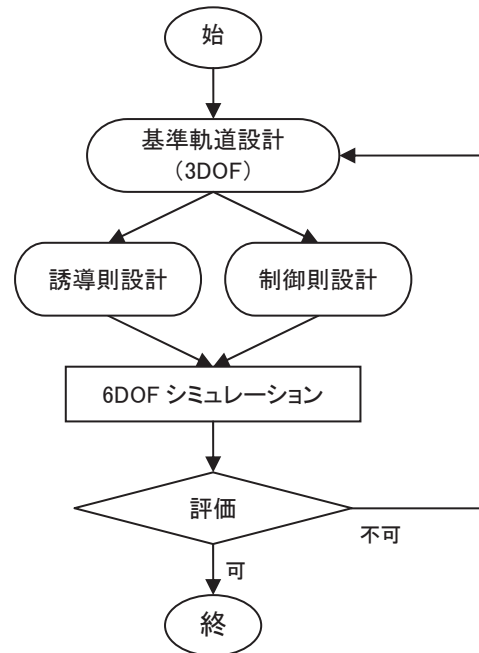 始
基準軌道設計
（3DOF）
誘導則設計
制御則設計
6DOF シミュレーション
評価
不可
可
終